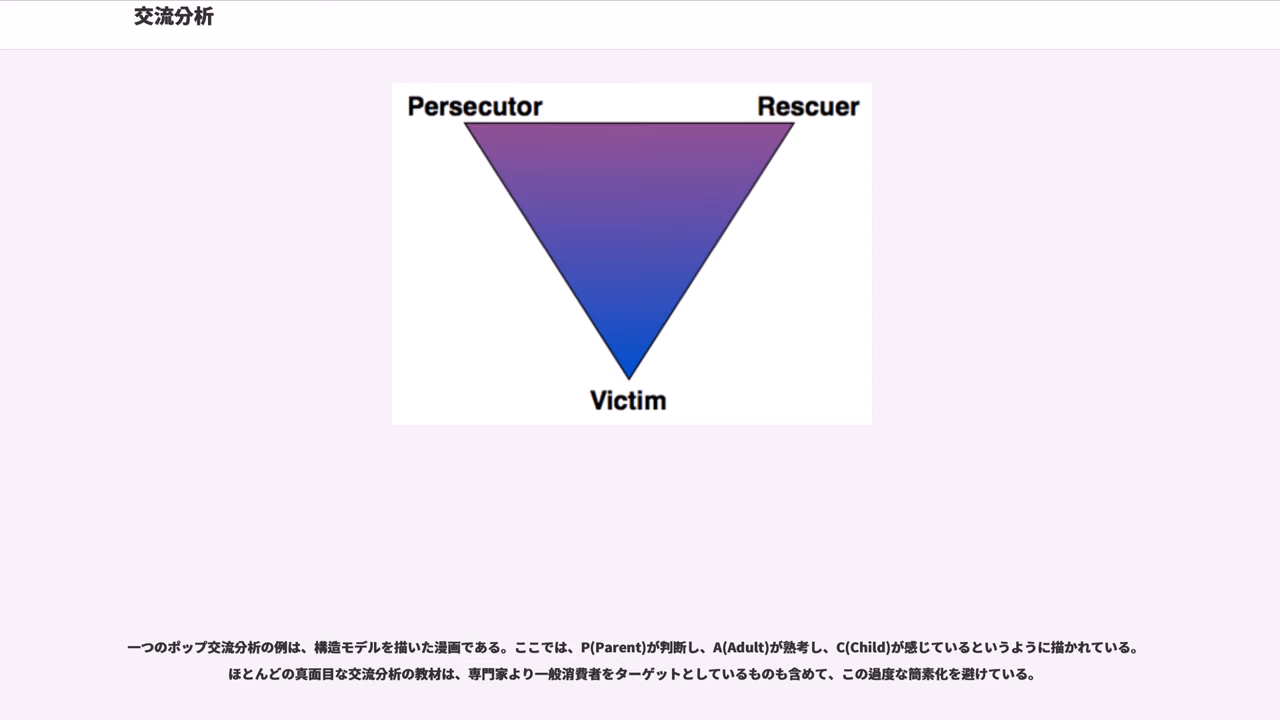 交流分析
Persecutor
Rescuer
Victim
一つのポップ交流分析の例は、構造モデルを描いた漫画である。ここでは、P(Parent)が判断し、A(Adult)が熟考し、C(Child)が感じているというように描かれている。
ほとんどの真面目な交流分析の教材は、専門家より一般消費者をターゲットとしているものも含めて、この過度な簡素化を避けている。